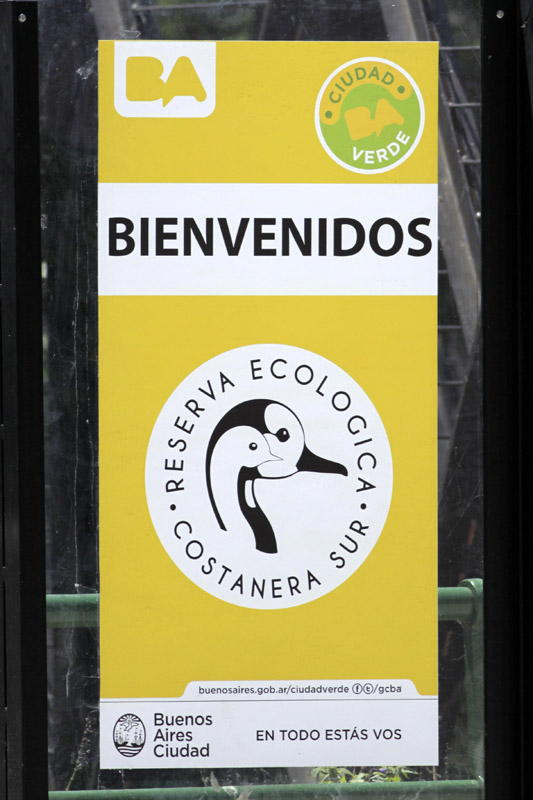 BA
CIUDAD
BA
VERDE
BIENVENIDOS
RESERVA ECOLOGICA
COSTANERA SUR
buenosaires.gob.ar/ciudadverde f t /gcba
Buenos
Aires
Ciudad
EN TODO ESTÁS VOS